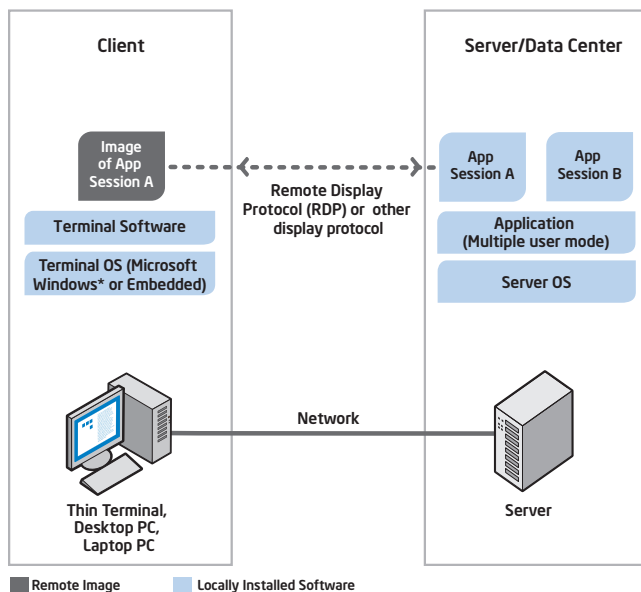 Client
Server/Data Center
Image
of App
Session A
App
Session A
App
Session B
Remote Display
Protocol (RDP) or other
display protocol
Terminal Software
Application
(Multiple user mode)
Terminal OS (Microsoft
Windows* or Embedded)
Server OS
Network
Thin Terminal,
Desktop PC,
Laptop PC
Server
Remote Image
Locally Installed Software